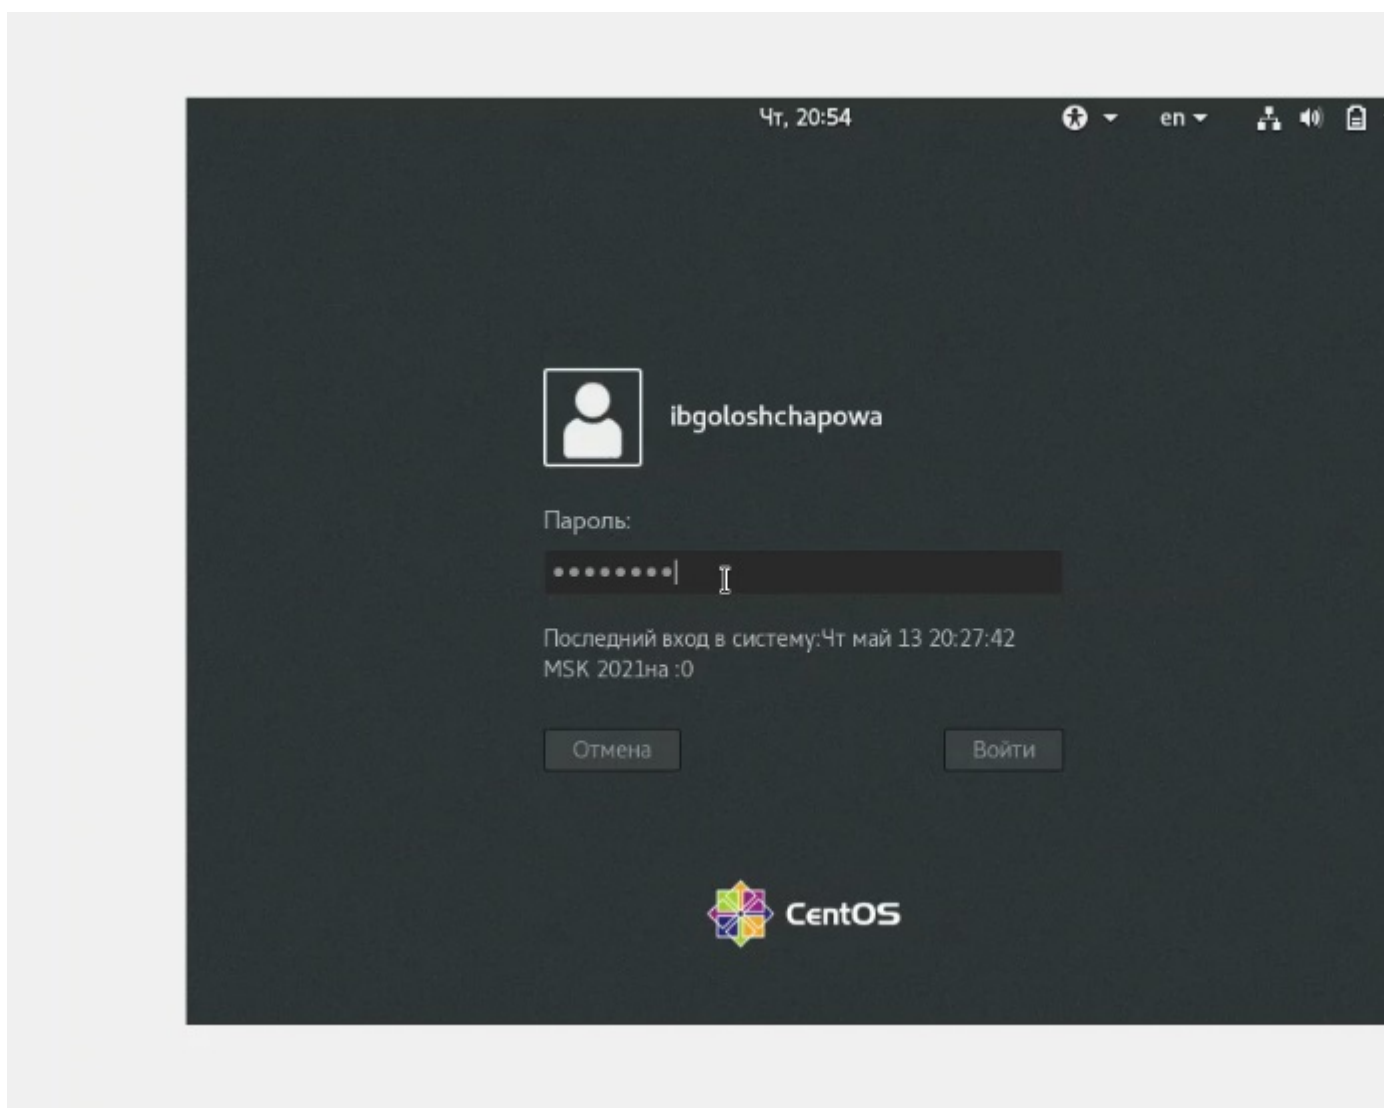 Чт, 20:54
en
ibgoloshchapowa
Пароль:
Последний вход в систему:Чт май 13 20:27:42
MSK 2021на :0
Отмена
Войти
CentOS